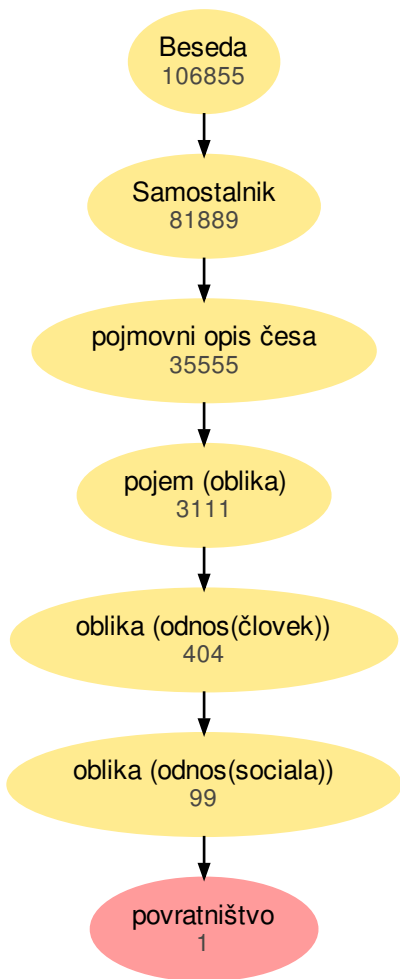 Beseda
106855
Samostalnik
81889
pojmovni opis česa
35555
pojem (oblika)
3111
oblika (odnos(človek))
404
oblika (odnos(sociala))
99
povratništvo
1